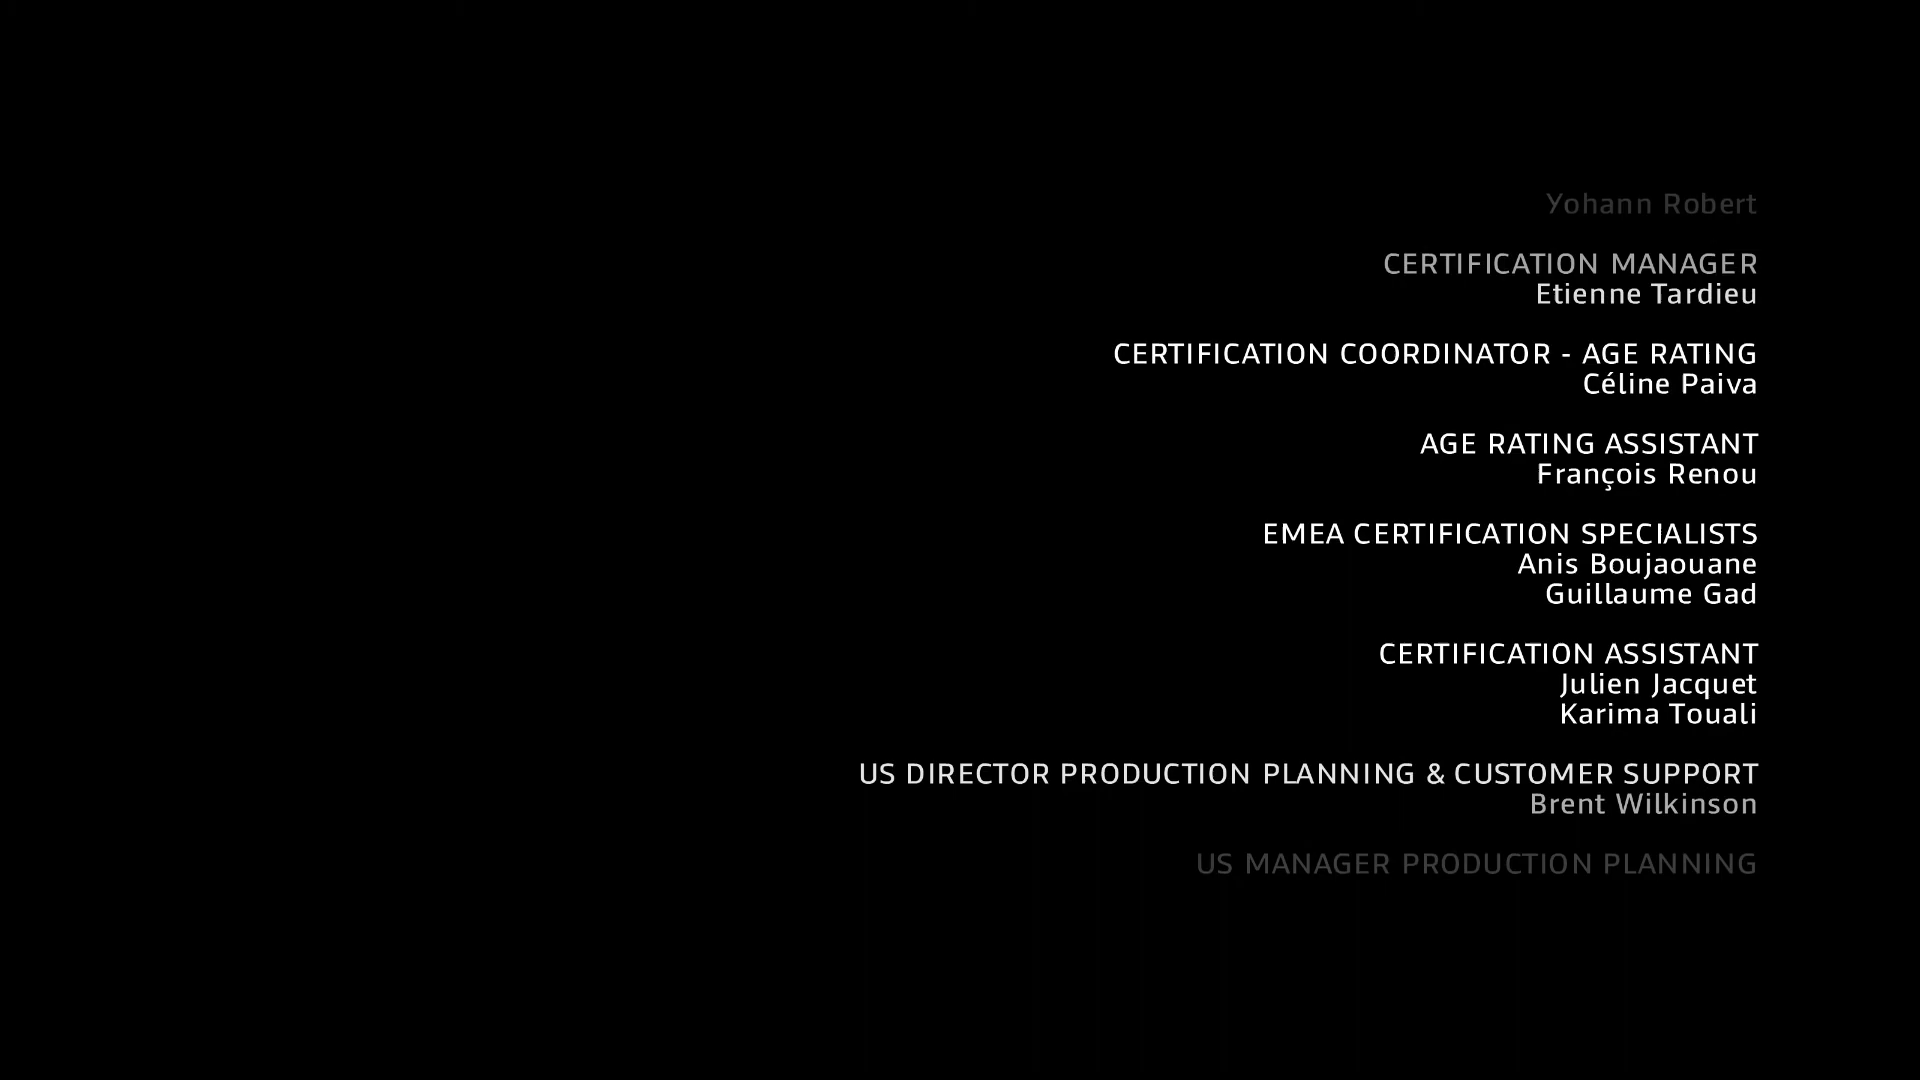 Yohann Robert
CERTIFICATION MANAGER
Etienne Tardieu
CERTIFICATION COORDINATOR - AGE RATING
Céline Paiva
AGE RATING ASSISTANT
François Renou
EMEA CERTIFICATION SPECIALISTS
Anis Boujaouane
Guillaume Gad
CERTIFICATION ASSISTANT
Julien Jacquet
Karima Touali
US DIRECTOR PRODUCTION PLANNING & CUSTOMER SUPPORT
Brent Wilkinson
US MANAGER PRODUCTION PLANNING